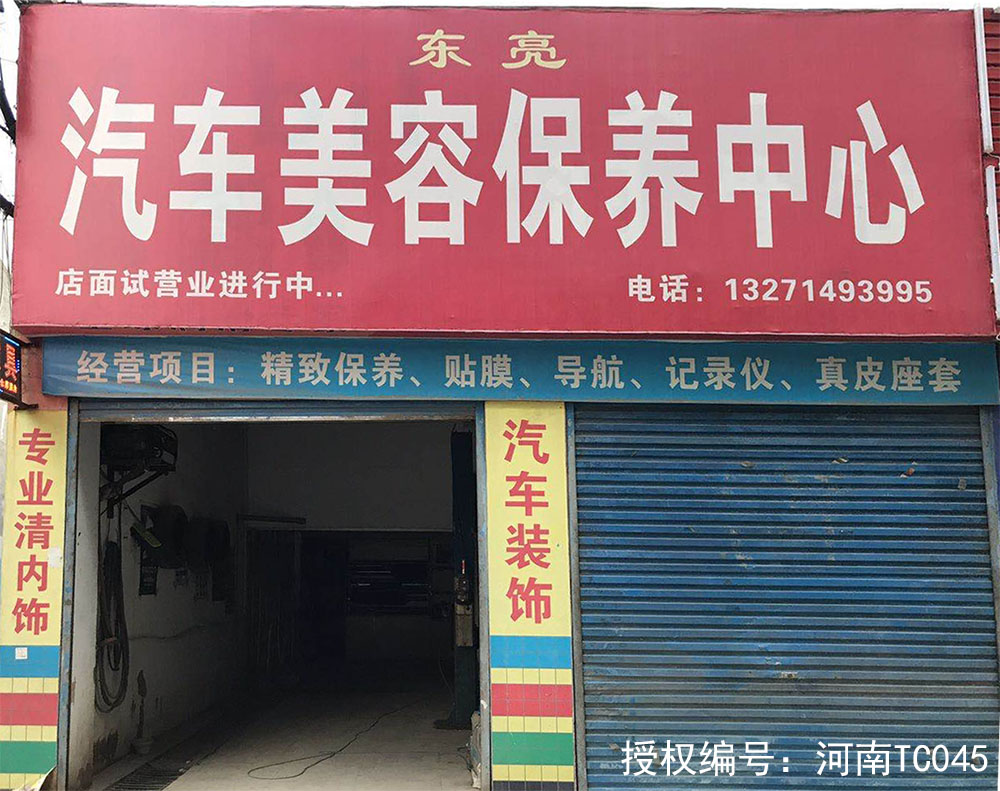 东亮
汽车美容保养中心
店面试营业进行中...
电话：13271493995
经营项目：精致保养、贴膜、导航、记录仪、真皮座套
专业清内饰
汽车装饰
授权编号：河南TC045